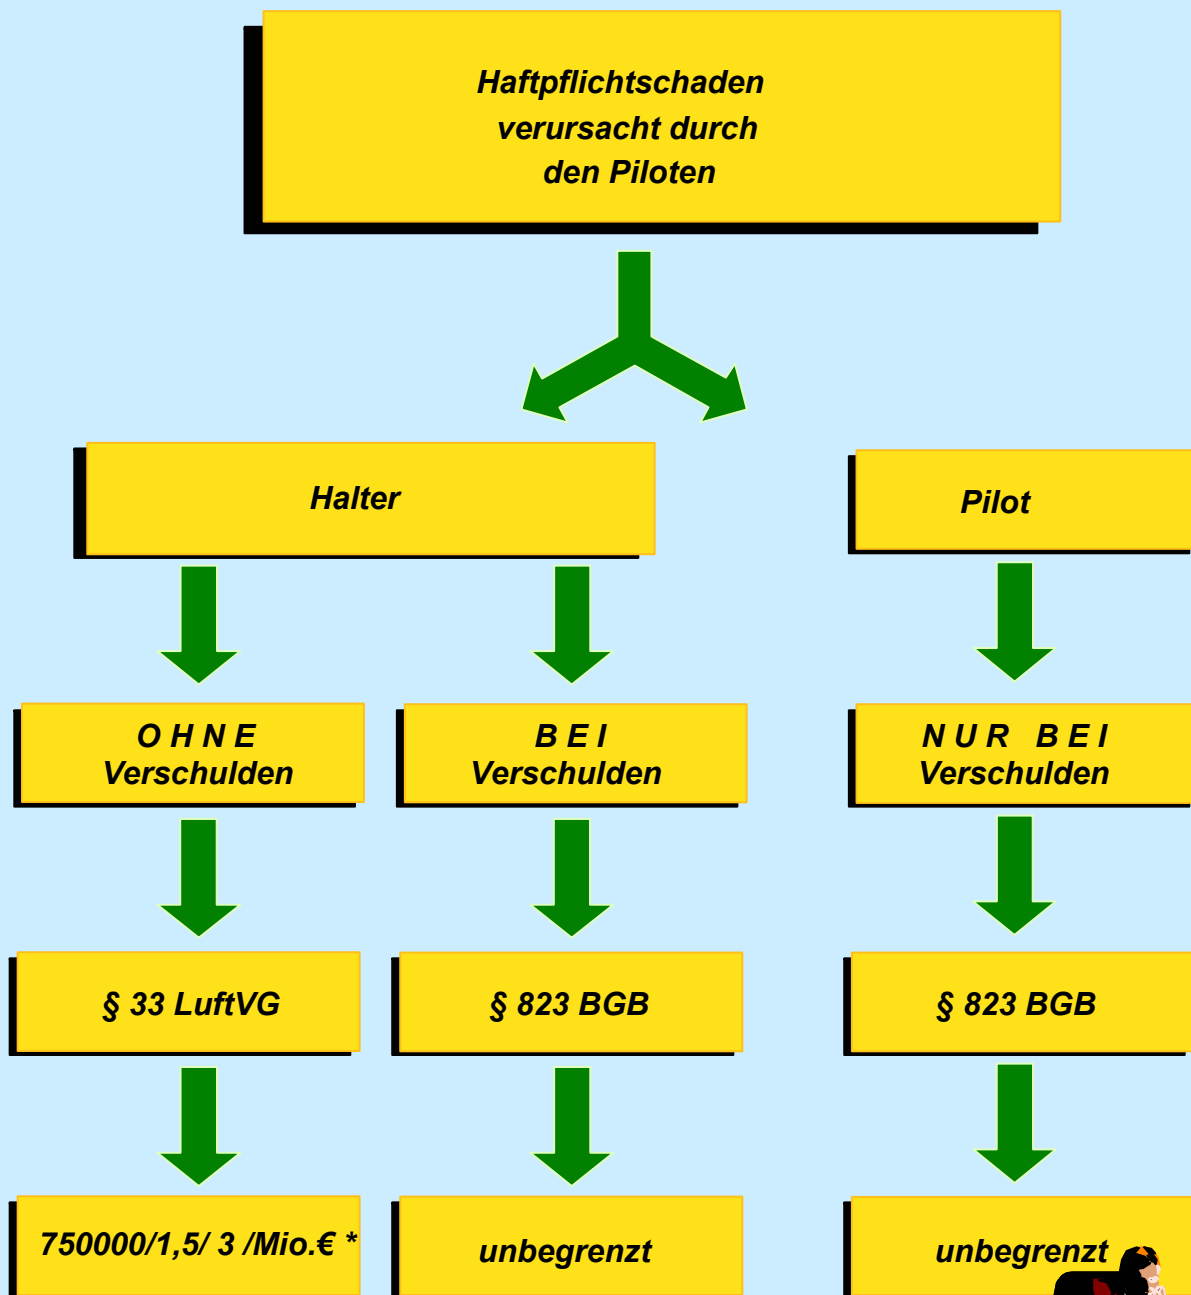 Haftpflichtschaden
verursacht durch
den Piloten
Halter
Pilot
O H N E
Verschulden
B E I
Verschulden
N U R B E I
Verschulden
§ 33 LuftVG
§ 823 BGB
§ 823 BGB
750000/1,5/ 3 /Mio.€ *
unbegrenzt
unbegrenzt